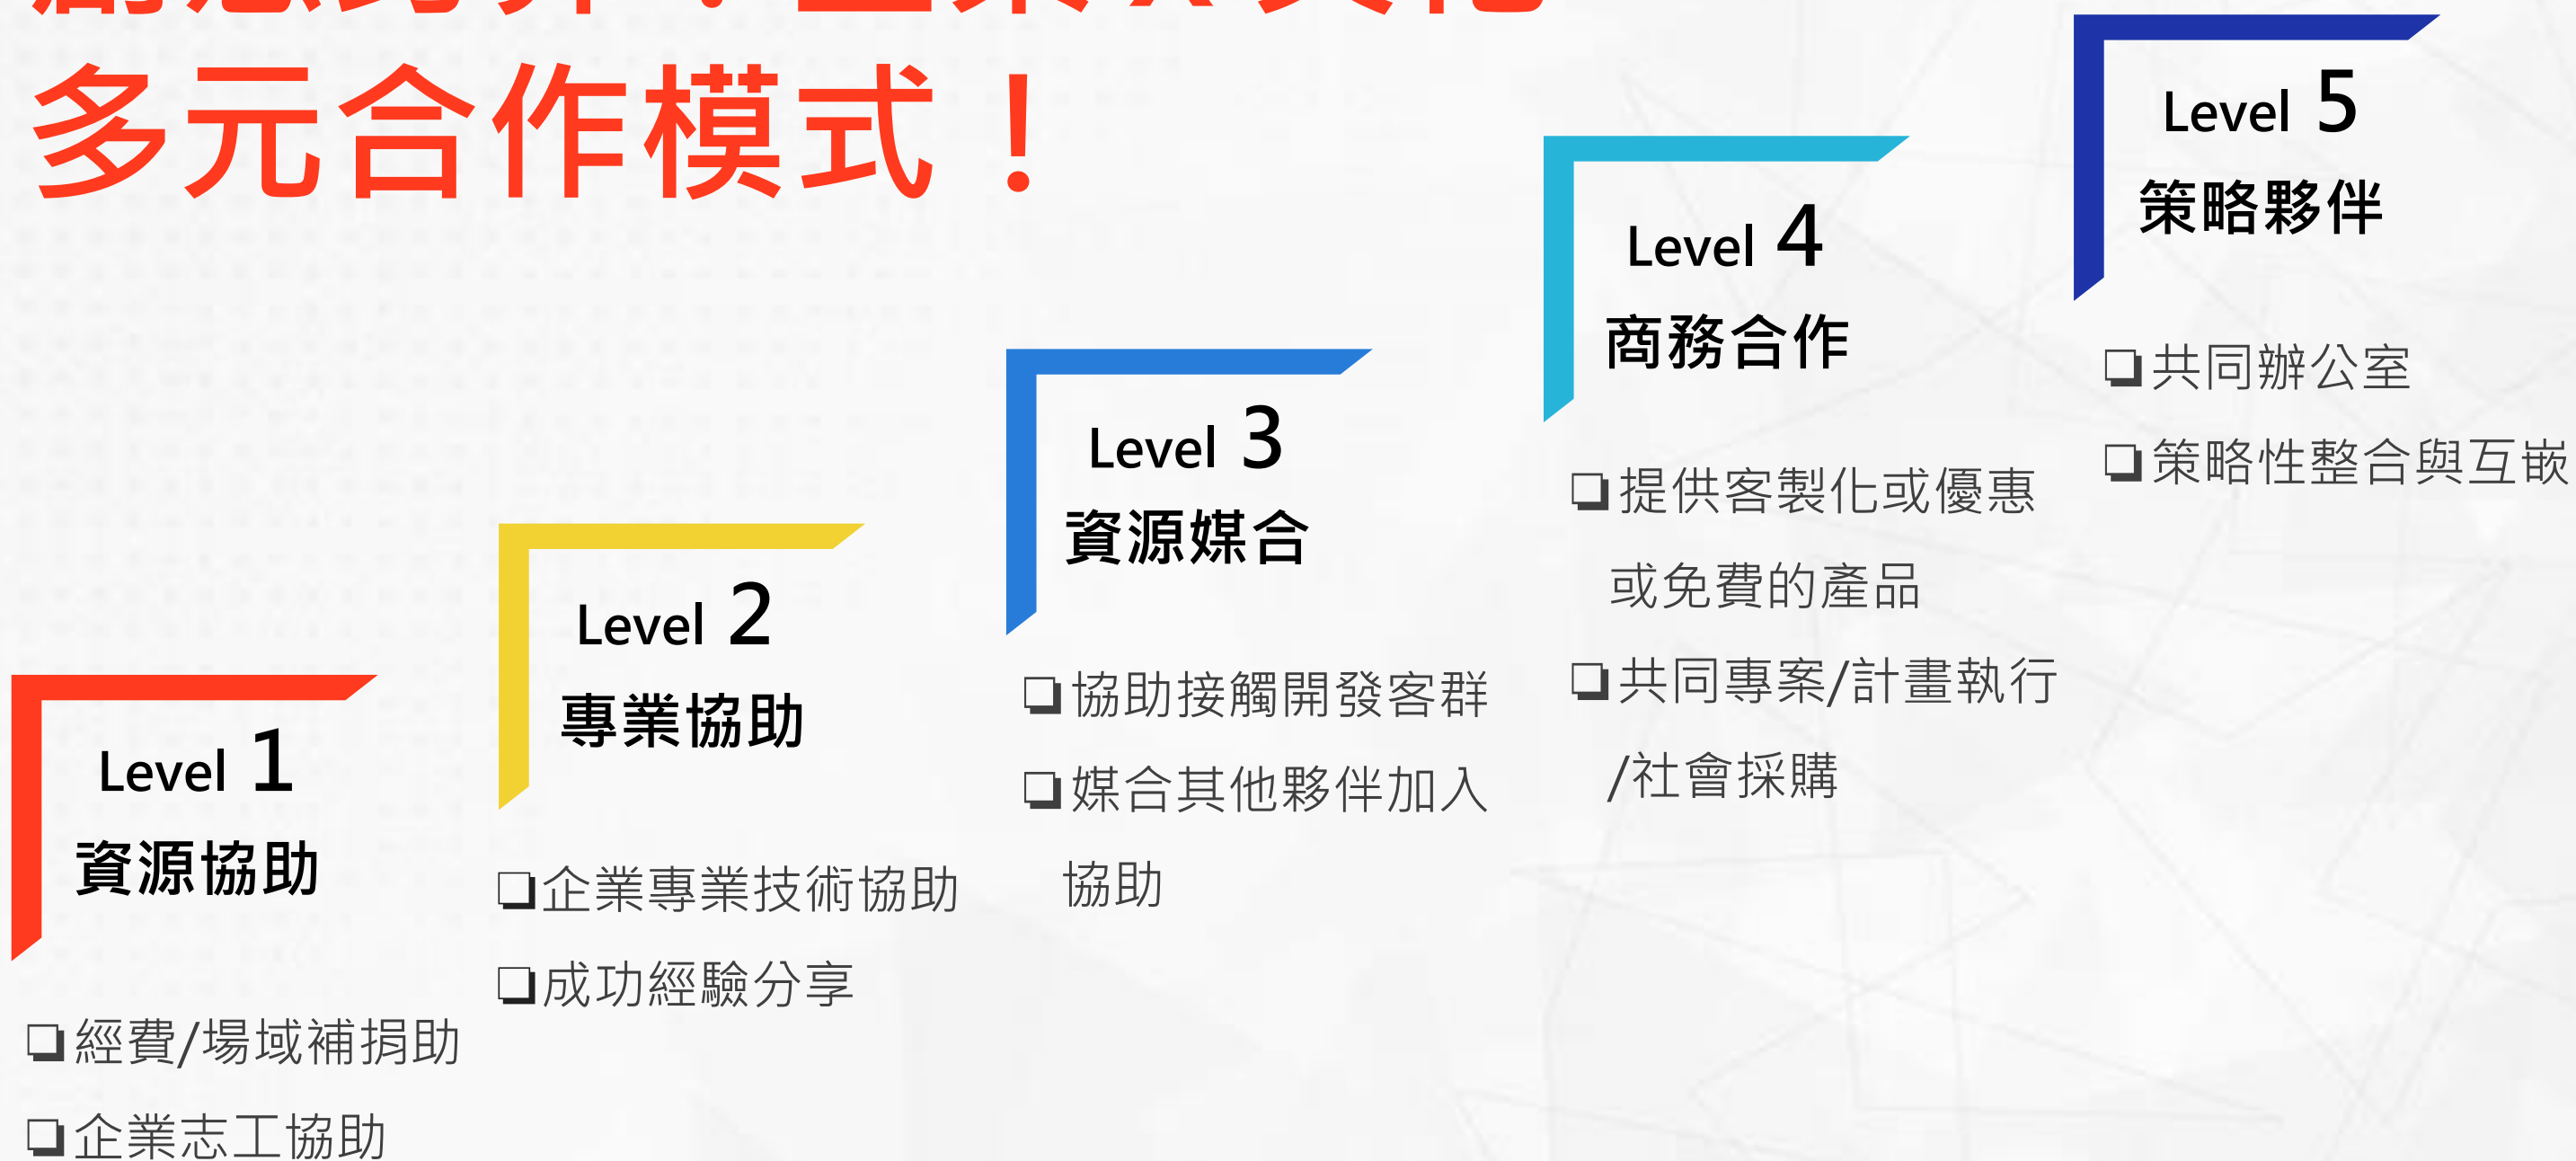 多元合作模式！
Level 1
資源協助
❑經費/場域補捐助
❑企業志工協助
Level 2
專業協助
❑企業專業技術協助
❑成功經驗分享
Level 3
資源媒合
❑協助接觸開發客群
❑媒合其他夥伴加入
協助
Level 4
商務合作
❑提供客製化或優惠
或免費的產品
❑共同專案/計畫執行
/社會採購
Level 5
策略夥伴
❑共同辦公室
❑策略性整合與互嵌